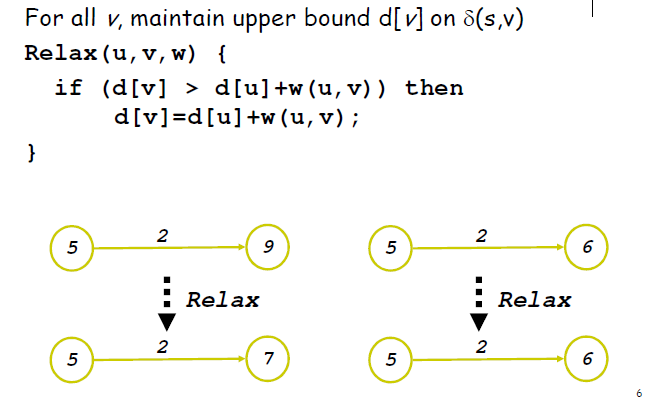 For all v, maintain upper bound d[v] on δ(s,v)
Relax(u,v,w) {
if (d[v] > d[u]+w(u,v)) then
d[v]=d[u]+w(u,v);
}
5 2 9 5 2 6
Relax Relax
5 2 7 5 2 6
6